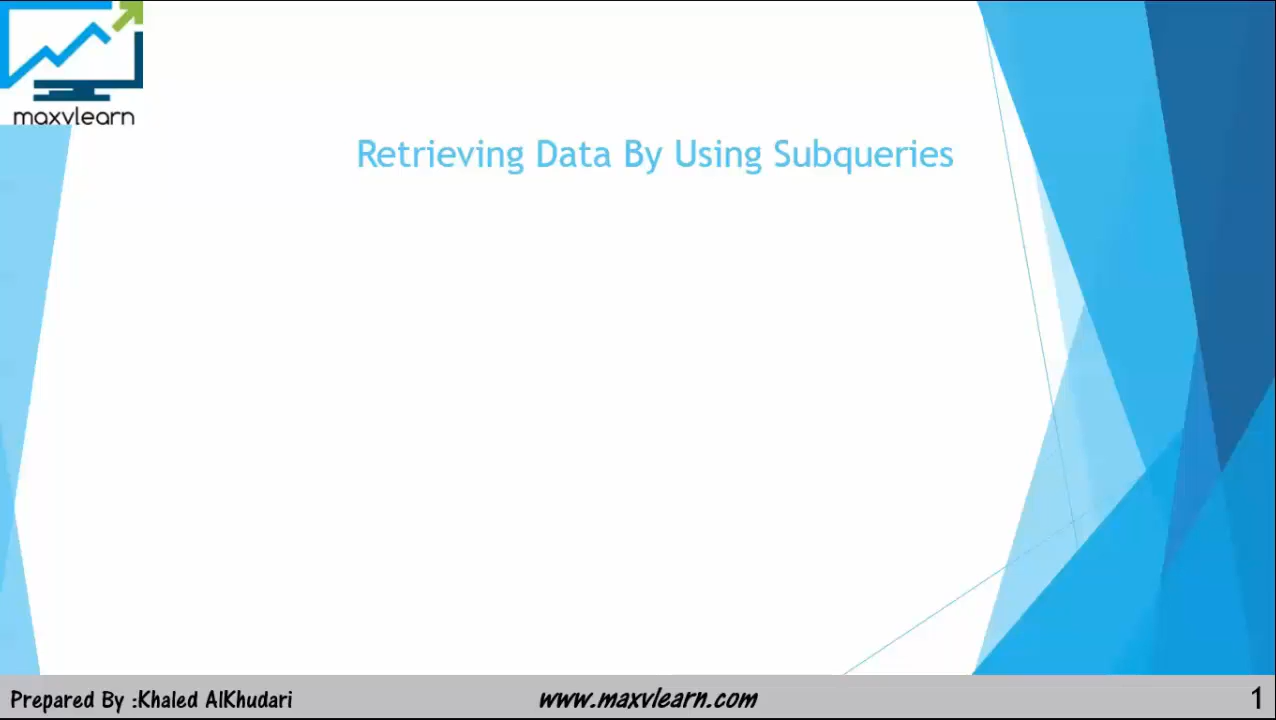 maxvlearn
Retrieving Data By Using Subqueries
Prepared By :Khaled AlKhudari
www.maxvlearn.com
1